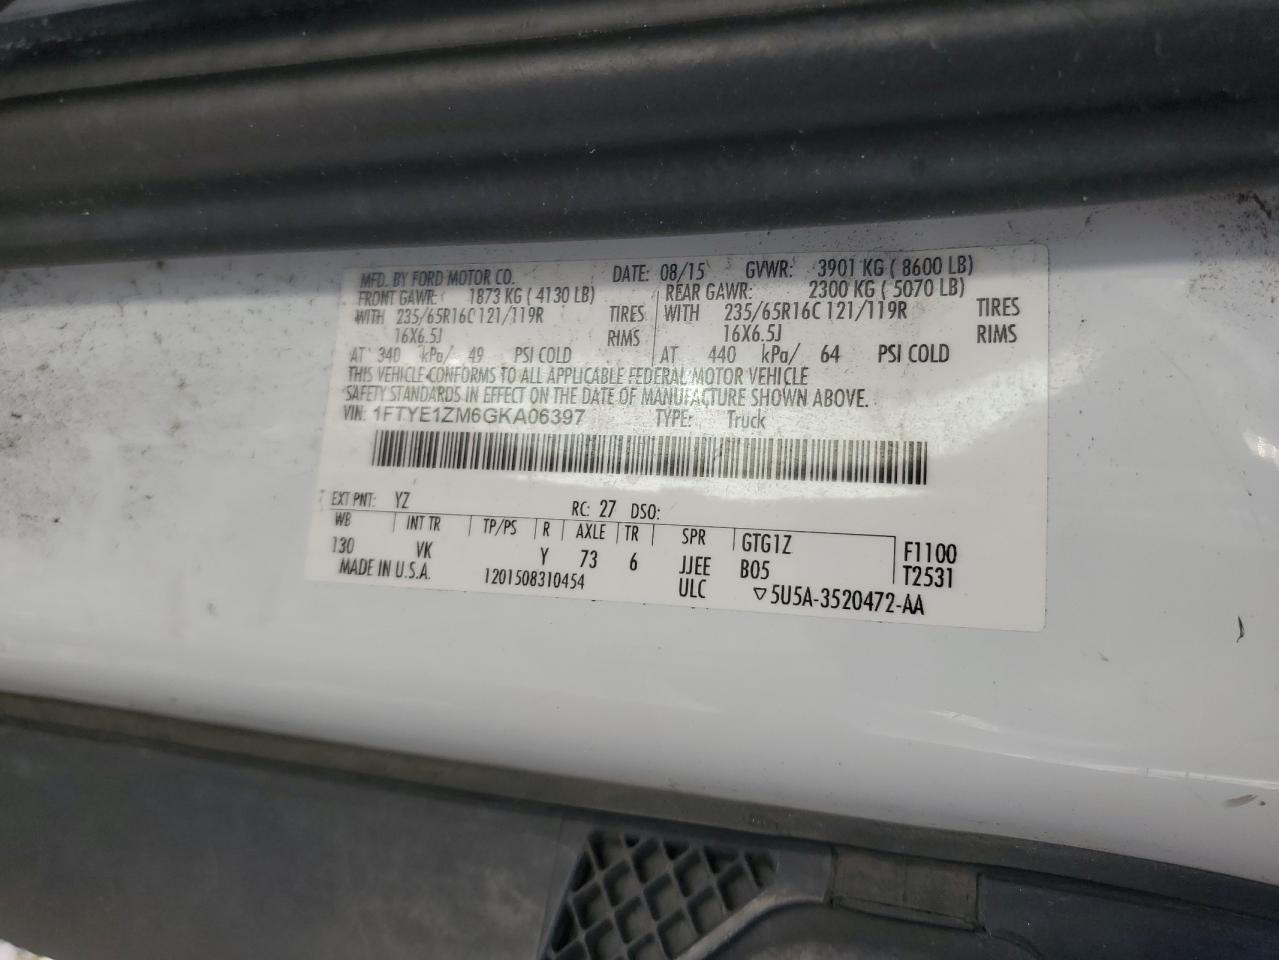 MFD. BY FORD MOTOR CO. DATE: 08/15 GVWR: 3901 KG ( 8600 LB)
FRONT GAWR: 1873 KG ( 4130 LB) REAR GAWR: 2300 KG ( 5070 LB)
WITH 235/65R16C 121/119R TIRES WITH 235/65R16C 121/119R TIRES
16X6.5J RIMS 16X6.5J RIMS
AT 340 kPa/ 49 PSI COLD AT 440 kPa/ 64 PSI COLD
THIS VEHICLE CONFORMS TO ALL APPLICABLE FEDERAL MOTOR VEHICLE
SAFETY STANDARDS IN EFFECT ON THE DATE OF MANUFACTURE SHOWN ABOVE.
VIN: 1FTYE1ZM6GKA06397 TYPE: Truck
EXT PNT: YZ RC: 27 DSO:
WB INT TR TP/PS R AXLE TR SPR GTG1Z F1100
130 VK Y 73 6 JJEE B05 T2531
MADE IN U.S.A. 1201508310454 ULC ▽5U5A-3520472-AA